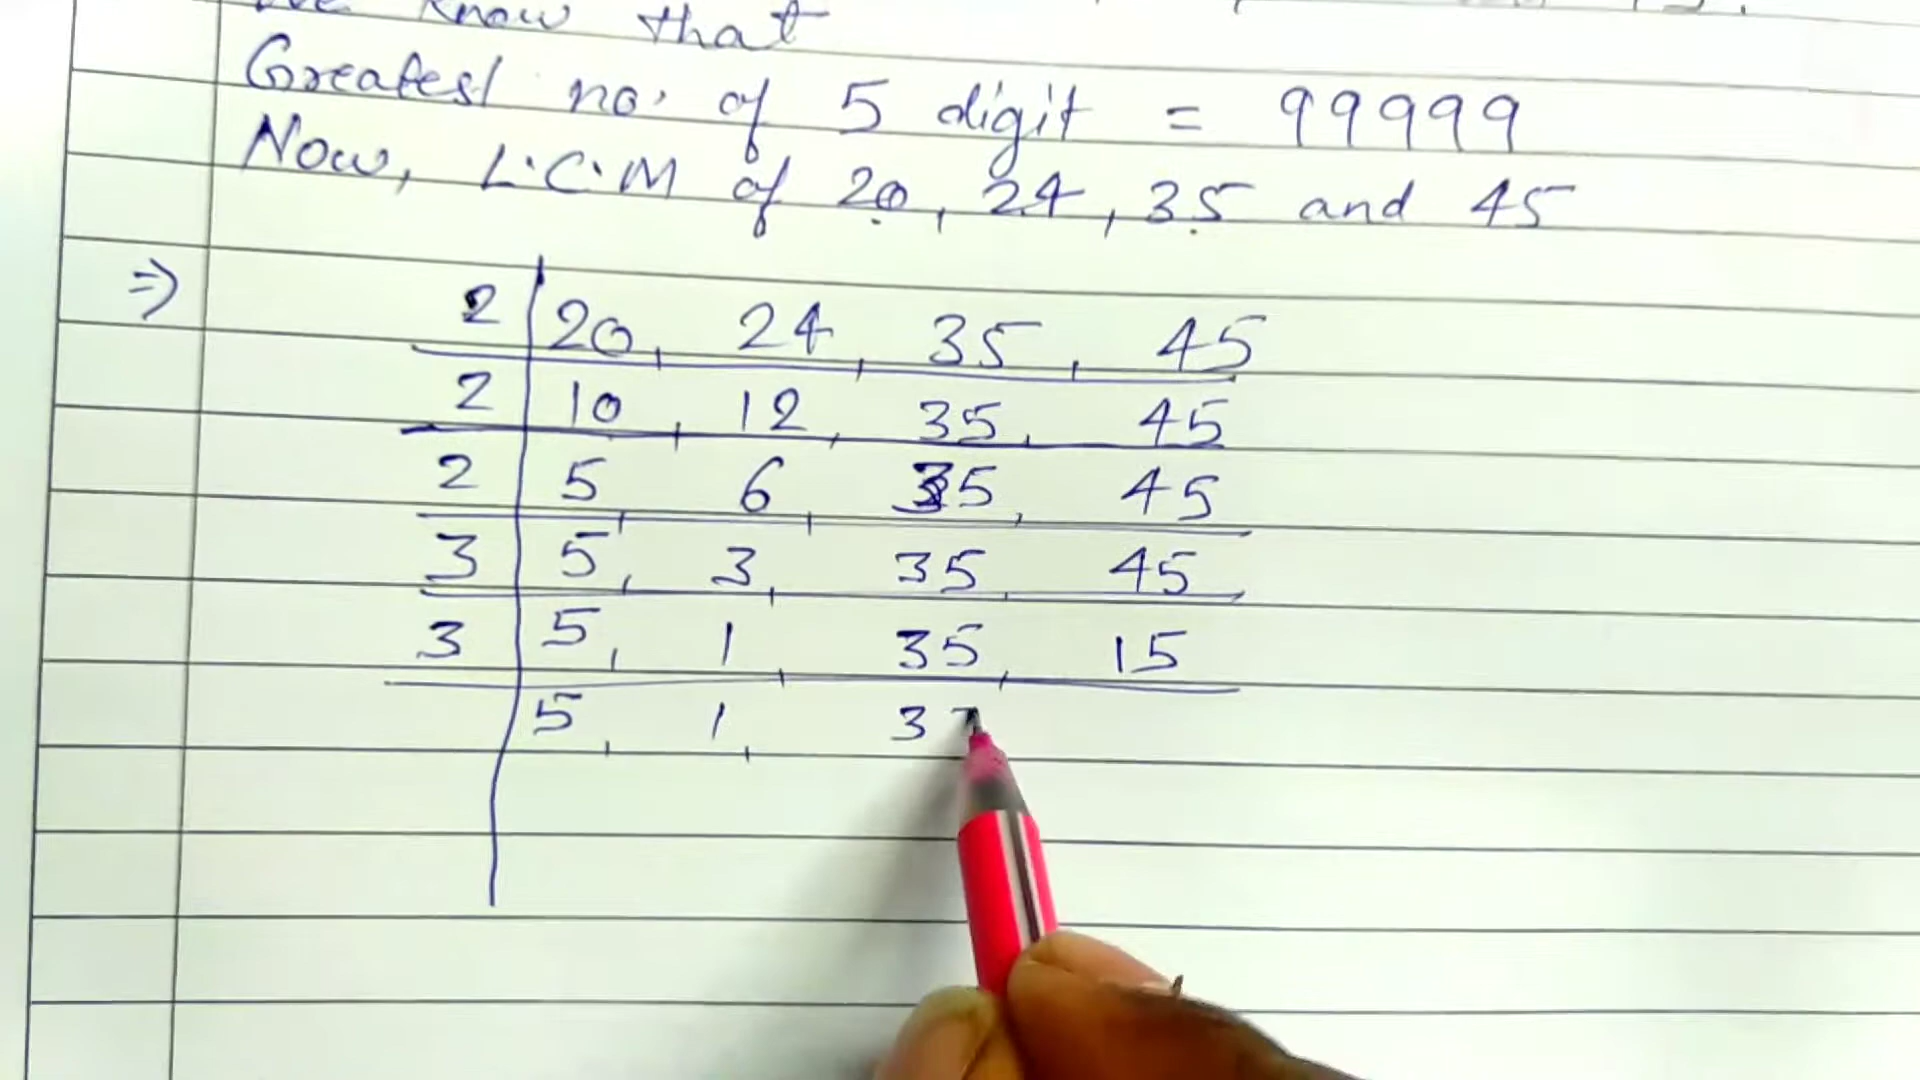 know that
Greatest no. of 5 digit = 99999
Now, L.C.M of 20, 24, 35 and 45
⇒ 2 | 20, 24, 35, 45
2 | 10, 12, 35, 45
2 | 5, 6, 35, 45
3 | 5, 3, 35, 45
3 | 5, 1, 35, 15
5, 1, 3